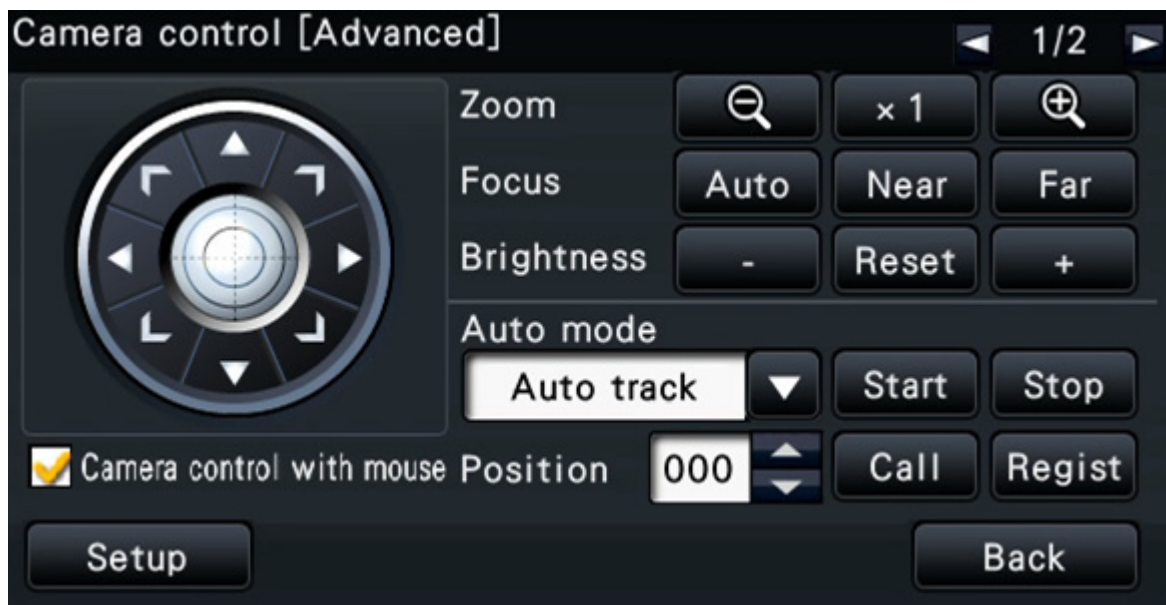 Camera control [Advanced]
1/2
Zoom × 1
Focus Auto Near Far
Brightness - Reset +
Auto mode
Auto track Start Stop
Camera control with mouse Position 000 Call Regist
Setup Back